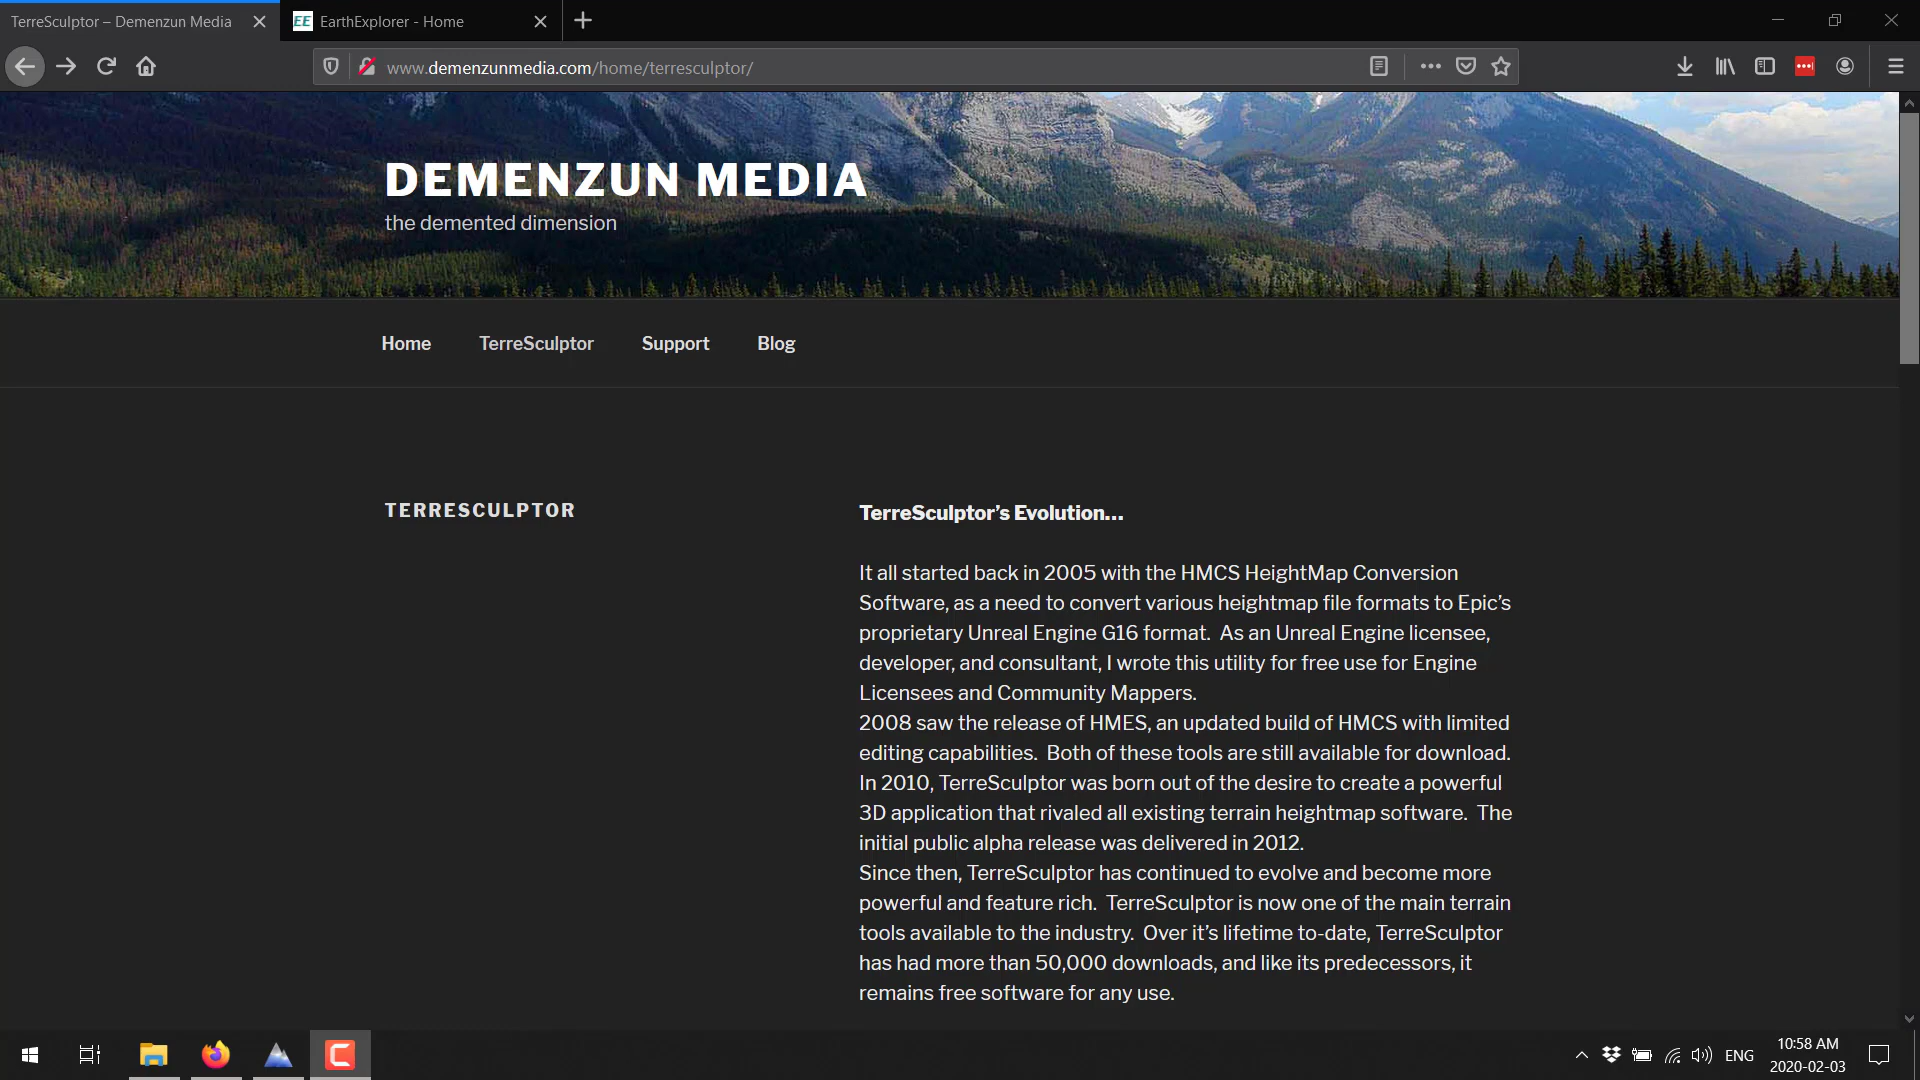 TerreSculptor – Demenzun Media
EE EarthExplorer - Home
www.demenzunmedia.com/home/terresculptor/
DEMENZUN MEDIA
the demented dimension
Home TerreSculptor Support Blog
TERRESCULPTOR
TerreSculptor’s Evolution…
It all started back in 2005 with the HMCS HeightMap Conversion
Software, as a need to convert various heightmap file formats to Epic’s
proprietary Unreal Engine G16 format.  As an Unreal Engine licensee,
developer, and consultant, I wrote this utility for free use for Engine
Licensees and Community Mappers.
2008 saw the release of HMES, an updated build of HMCS with limited
editing capabilities.  Both of these tools are still available for download.
In 2010, TerreSculptor was born out of the desire to create a powerful
3D application that rivaled all existing terrain heightmap software.  The
initial public alpha release was delivered in 2012.
Since then, TerreSculptor has continued to evolve and become more
powerful and feature rich.  TerreSculptor is now one of the main terrain
tools available to the industry.  Over it’s lifetime to-date, TerreSculptor
has had more than 50,000 downloads, and like its predecessors, it
remains free software for any use.
ENG
10:58 AM
2020-02-03